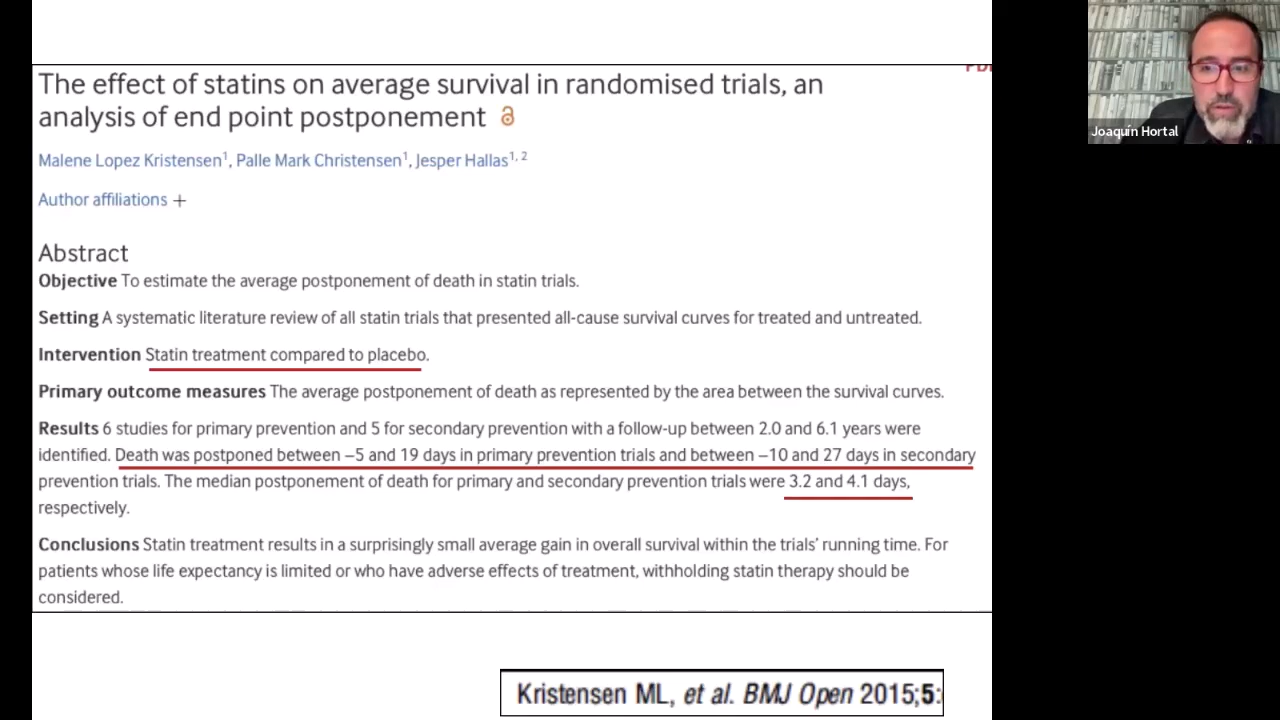 The effect of statins on average survival in randomised trials, an
analysis of end point postponement
Malene Lopez Kristensen1, Palle Mark Christensen1, Jesper Hallas1, 2
Author affiliations +
Abstract
Objective To estimate the average postponement of death in statin trials.
Setting A systematic literature review of all statin trials that presented all-cause survival curves for treated and untreated.
Intervention Statin treatment compared to placebo.
Primary outcome measures The average postponement of death as represented by the area between the survival curves.
Results 6 studies for primary prevention and 5 for secondary prevention with a follow-up between 2.0 and 6.1 years were
identified. Death was postponed between −5 and 19 days in primary prevention trials and between −10 and 27 days in secondary
prevention trials. The median postponement of death for primary and secondary prevention trials were 3.2 and 4.1 days,
respectively.
Conclusions Statin treatment results in a surprisingly small average gain in overall survival within the trials’ running time. For
patients whose life expectancy is limited or who have adverse effects of treatment, withholding statin therapy should be
considered.
Kristensen ML, et al. BMJ Open 2015;5:
Joaquín Hortal